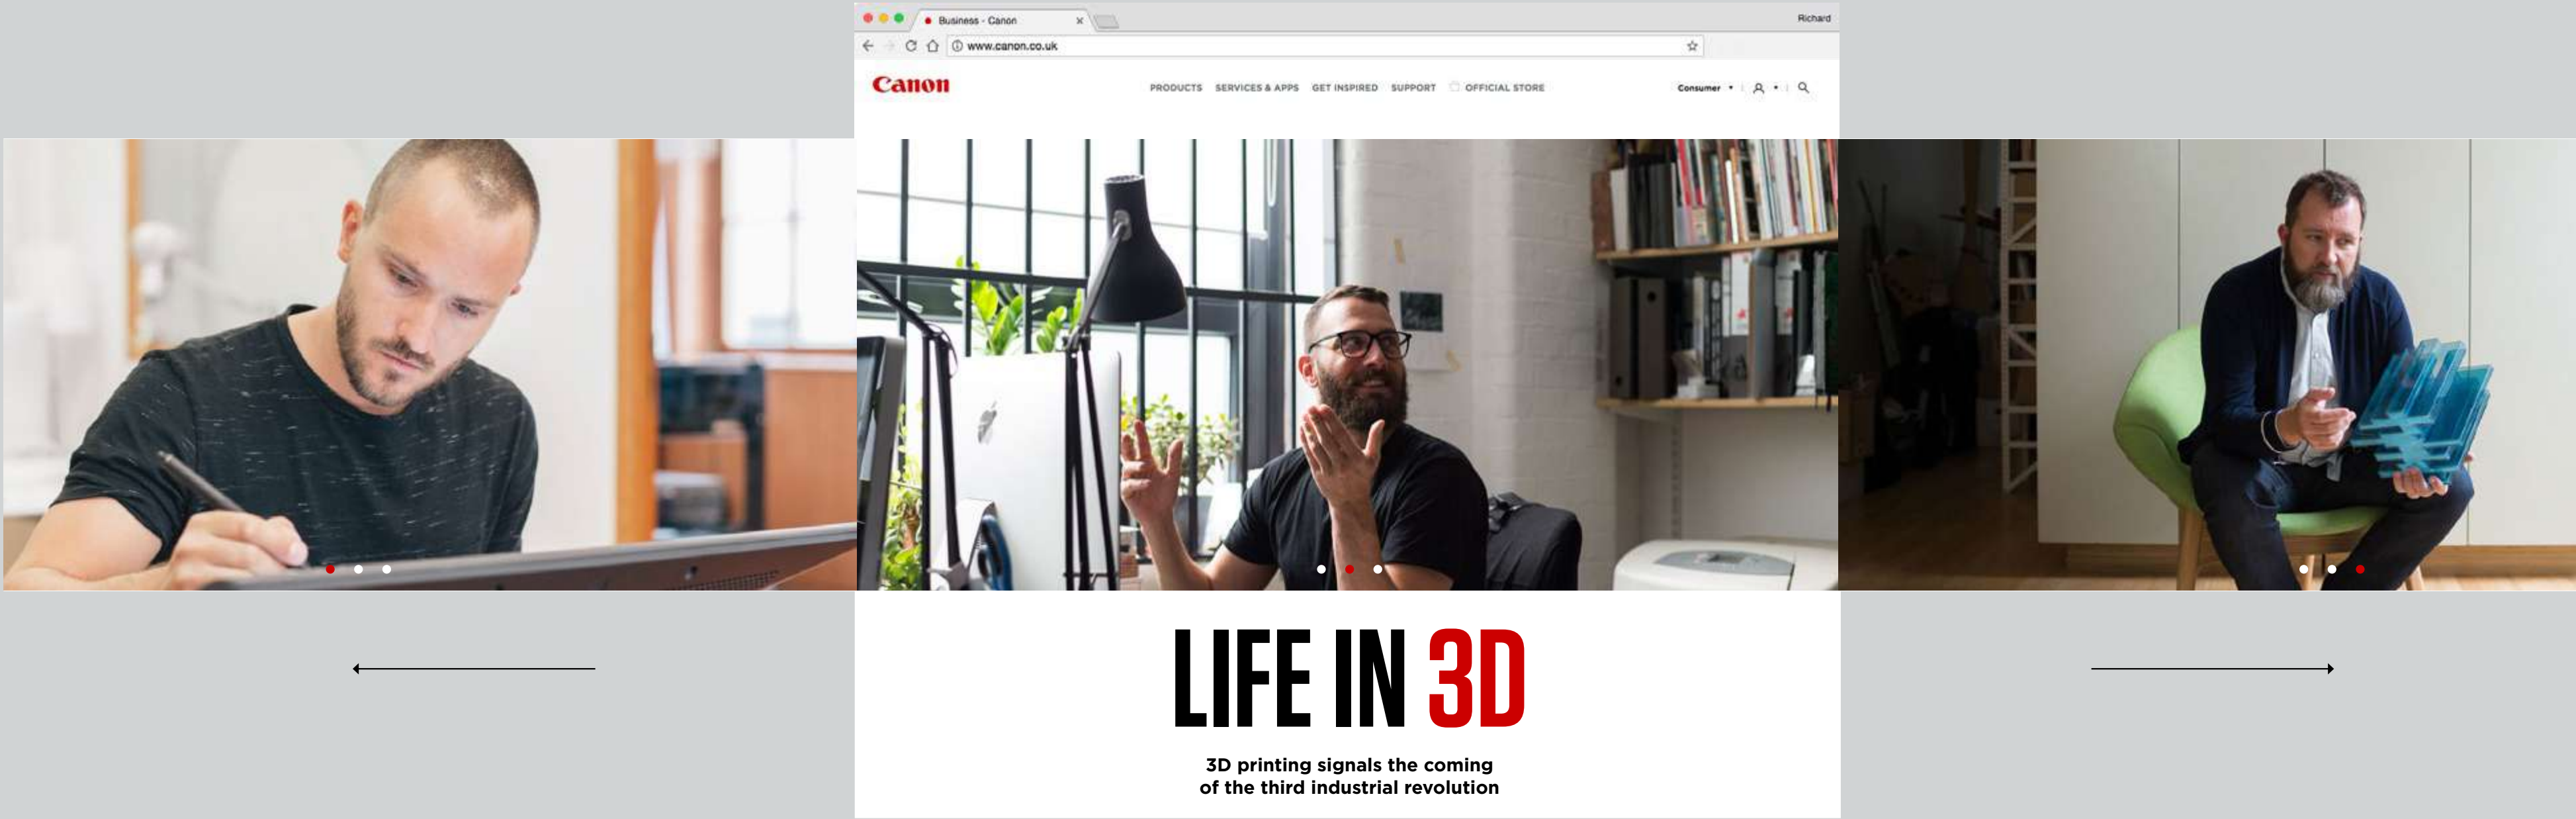 Business - Canon
Richard
www.canon.co.uk
Canon
PRODUCTS SERVICES & APPS GET INSPIRED SUPPORT OFFICIAL STORE
Consumer
LIFE IN 3D
3D printing signals the coming
of the third industrial revolution